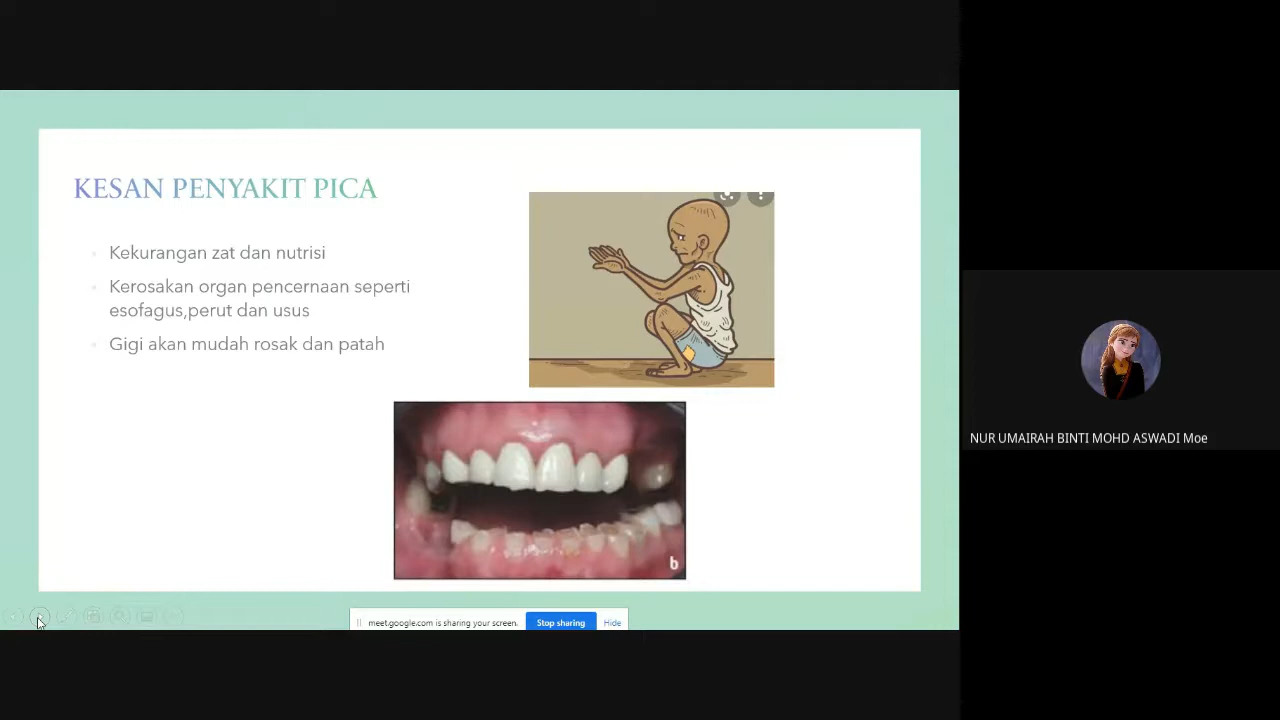 KESAN PENYAKIT PICA
Kekurangan zat dan nutrisi
Kerosakan organ pencernaan seperti
esofagus,perut dan usus
Gigi akan mudah rosak dan patah
b
NUR UMAIRAH BINTI MOHD ASWADI Moe
meet.google.com is sharing your screen.
Stop sharing
Hide